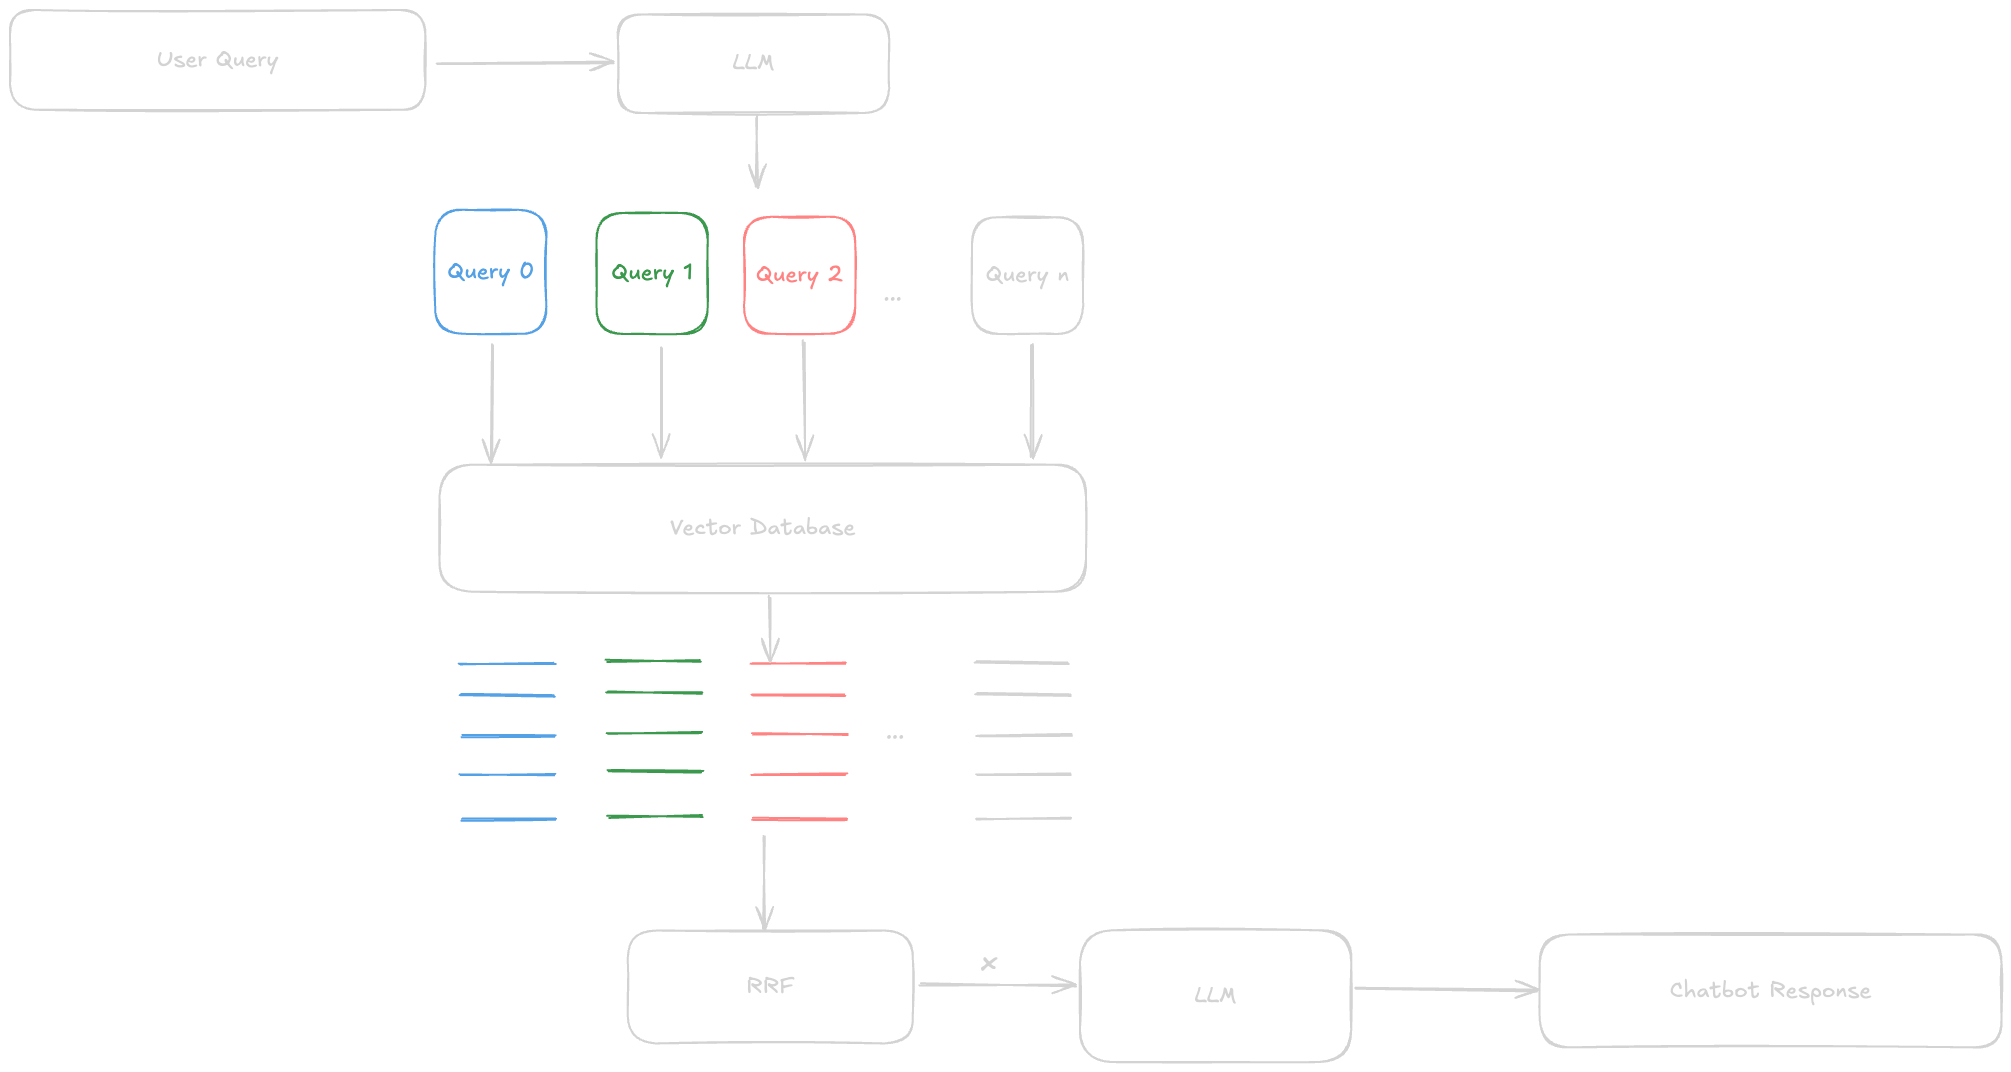 User Query
LLM
Query 0
Query 1
Query 2
...
Query n
Vector Database
...
RRF
x
LLM
Chatbot Response